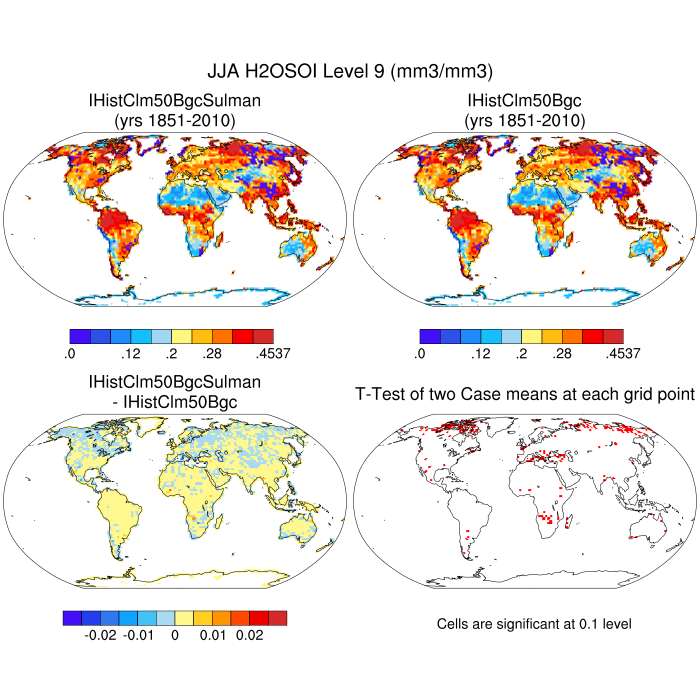 JJA H2OSOI Level 9 (mm3/mm3)
IHistClm50BgcSulman
(yrs 1851-2010)
IHistClm50Bgc
(yrs 1851-2010)
.0 .12 .2 .28 .4537
.0 .12 .2 .28 .4537
IHistClm50BgcSulman
- IHistClm50Bgc
T-Test of two Case means at each grid point
-0.02 -0.01 0 0.01 0.02
Cells are significant at 0.1 level